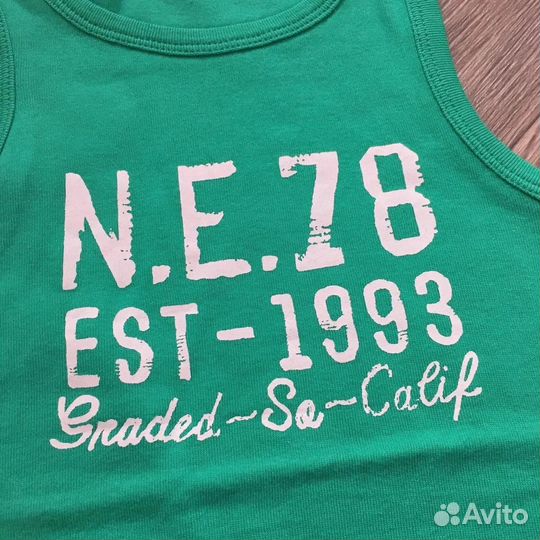 N.E.78
EST-1993
Graded-So-Calif
Avito